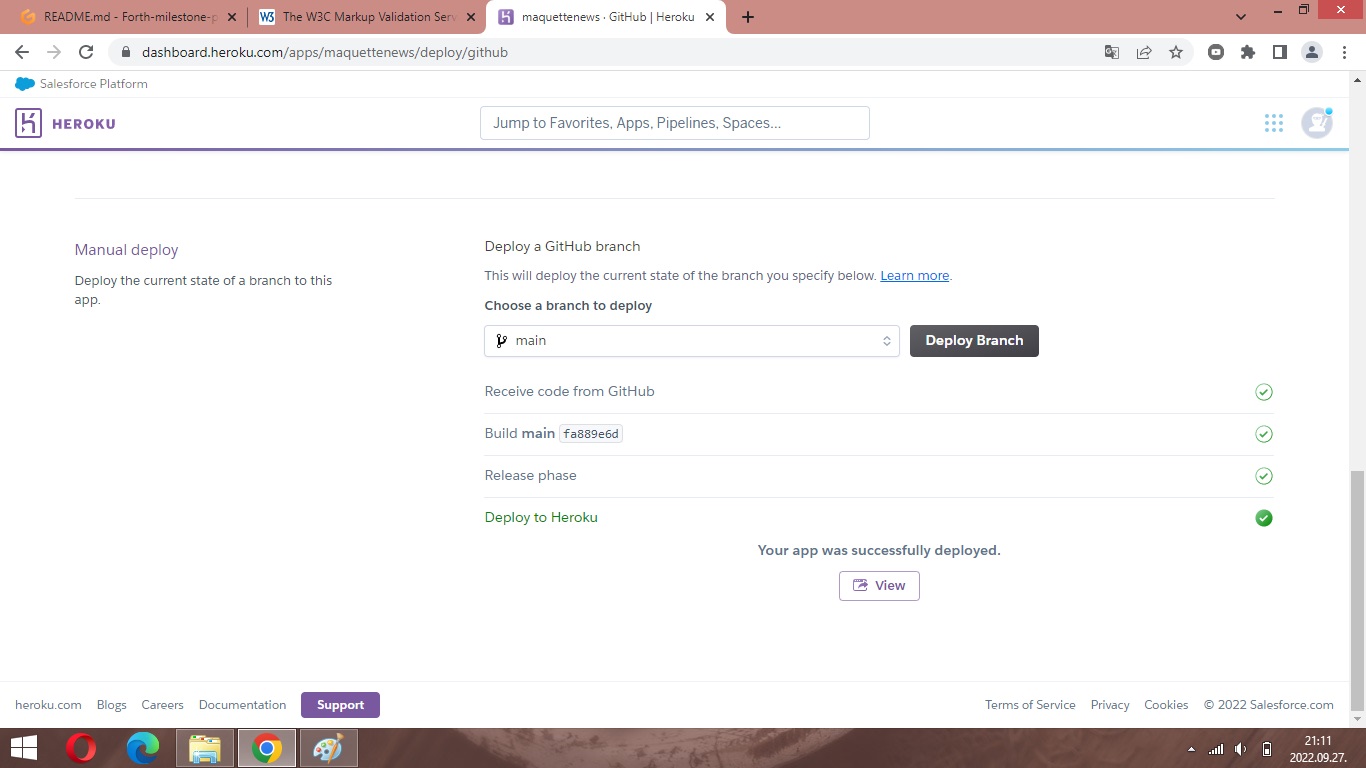 README.md - Forth-milestone-p
The W3C Markup Validation Serv
maquettenews · GitHub | Heroku
dashboard.heroku.com/apps/maquettenews/deploy/github
Salesforce Platform
HEROKU
Jump to Favorites, Apps, Pipelines, Spaces...
Manual deploy
Deploy the current state of a branch to this
app.
Deploy a GitHub branch
This will deploy the current state of the branch you specify below. Learn more.
Choose a branch to deploy
main
Deploy Branch
Receive code from GitHub
Build main fa889e6d
Release phase
Deploy to Heroku
Your app was successfully deployed.
View
heroku.com Blogs Careers Documentation Support
Terms of Service Privacy Cookies © 2022 Salesforce.com
21:11
2022.09.27.